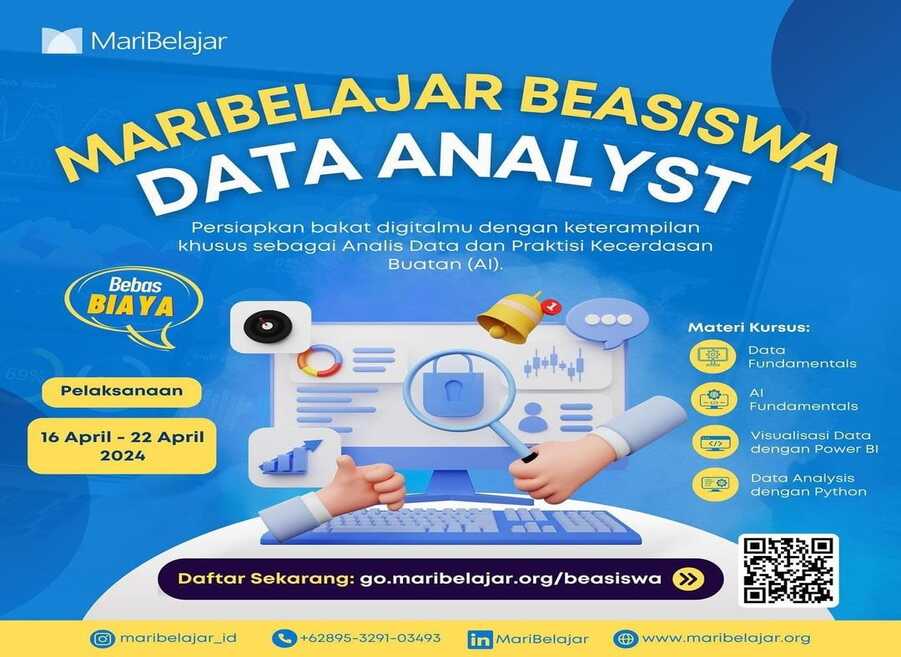 MariBelajar
MARIBELAJAR BEASISWA
DATA ANALYST
Persiapkan bakat digitalmu dengan keterampilan
khusus sebagai Analis Data dan Praktisi Kecerdasan
Buatan (AI).
Bebas
BIAYA
Pelaksanaan
16 April - 22 April
2024
1
Materi Kursus:
Data
Fundamentals
AI
Fundamentals
Visualisasi Data
dengan Power BI
Data Analysis
dengan Python
Daftar Sekarang: go.maribelajar.org/beasiswa
maribelajar_id
+62895-3291-03493
MariBelajar
www.maribelajar.org